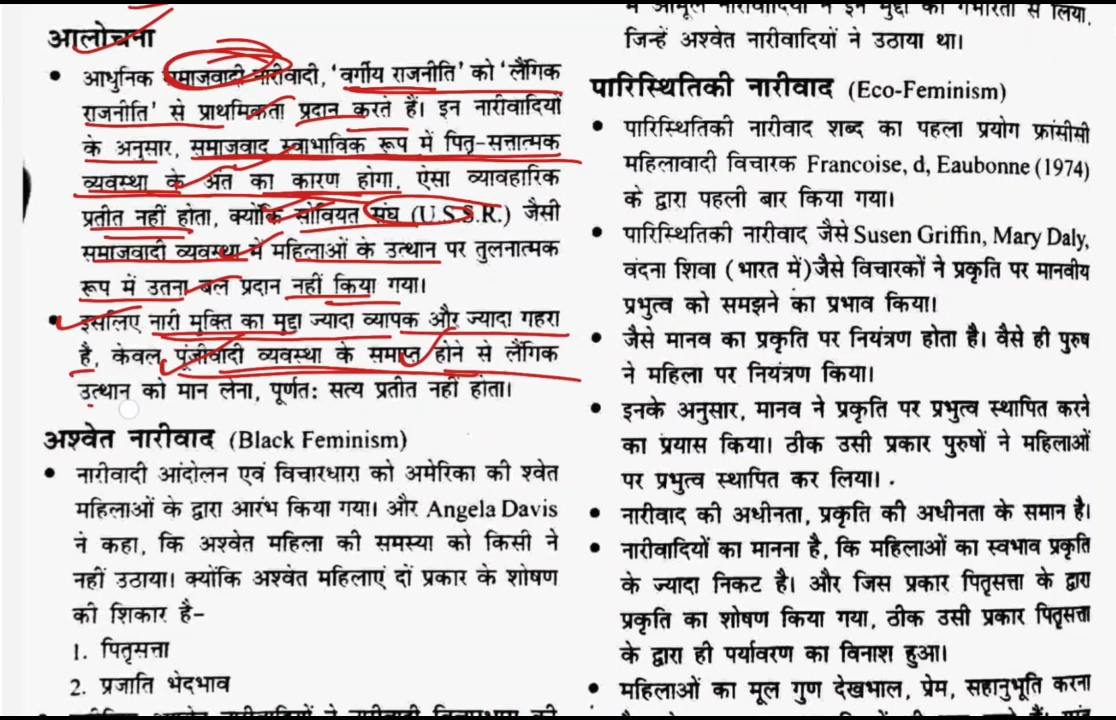 आलोचना
• आधुनिक समाजवादी नारीवादी, 'वर्गीय राजनीति' को 'लैंगिक
राजनीति' से प्राथमिकता प्रदान करते हैं। इन नारीवादियों
के अनुसार, समाजवाद स्वाभाविक रूप में पितृ-सत्तात्मक
व्यवस्था के अंत का कारण होगा, ऐसा व्यावहारिक
प्रतीत नहीं होता, क्योंकि सोवियत संघ (U.S.S.R.) जैसी
समाजवादी व्यवस्था में महिलाओं के उत्थान पर तुलनात्मक
रूप में उतना बल प्रदान नहीं किया गया।
• इसलिए नारी मुक्ति का मुद्दा ज्यादा व्यापक और ज्यादा गहरा
है, केवल पूंजीवादी व्यवस्था के समाप्त होने से लैंगिक
उत्थान को मान लेना, पूर्णत: सत्य प्रतीत नहीं होता।
अश्वेत नारीवाद (Black Feminism)
• नारीवादी आंदोलन एवं विचारधारा को अमेरिका की श्वेत
महिलाओं के द्वारा आरंभ किया गया। और Angela Davis
ने कहा, कि अश्वेत महिला की समस्या को किसी ने
नहीं उठाया। क्योंकि अश्वेत महिलाएं दों प्रकार के शोषण
की शिकार है-
1. पितृसत्ता
2. प्रजाति भेदभाव
में आमूल नारीवादियों ने इन मुद्दों को गंभीरता से लिया,
जिन्हें अश्वेत नारीवादियों ने उठाया था।
पारिस्थितिकी नारीवाद (Eco-Feminism)
• पारिस्थितिकी नारीवाद शब्द का पहला प्रयोग फ्रांसीसी
महिलावादी विचारक Francoise, d, Eaubonne (1974)
के द्वारा पहली बार किया गया।
• पारिस्थितिकी नारीवाद जैसे Susen Griffin, Mary Daly,
वंदना शिवा (भारत में)जैसे विचारकों ने प्रकृति पर मानवीय
प्रभुत्व को समझने का प्रभाव किया।
• जैसे मानव का प्रकृति पर नियंत्रण होता है। वैसे ही पुरुष
ने महिला पर नियंत्रण किया।
• इनके अनुसार, मानव ने प्रकृति पर प्रभुत्व स्थापित करने
का प्रयास किया। ठीक उसी प्रकार पुरुषों ने महिलाओं
पर प्रभुत्व स्थापित कर लिया।
• नारीवाद की अधीनता, प्रकृति की अधीनता के समान है।
• नारीवादियों का मानना है, कि महिलाओं का स्वभाव प्रकृति
के ज्यादा निकट है। और जिस प्रकार पितृसत्ता के द्वारा
प्रकृति का शोषण किया गया, ठीक उसी प्रकार पितृसत्ता
के द्वारा ही पर्यावरण का विनाश हुआ।
• महिलाओं का मूल गुण देखभाल, प्रेम, सहानुभूति करना